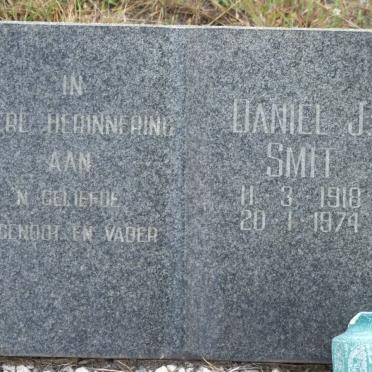 IN
HERINNERING
AAN
'N GELIEFDE
EN VADER
DANIEL J.
SMIT
11. 3. 1918
20. 1. 1974